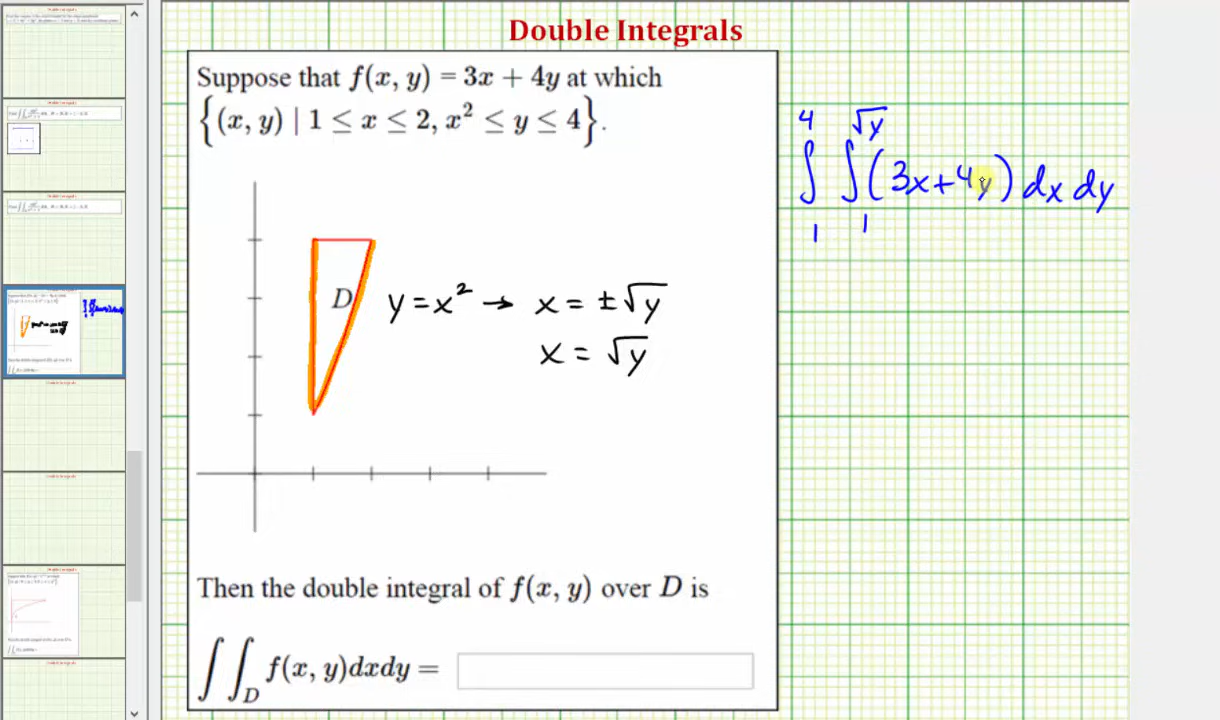 Double Integrals
Suppose that f(x, y) = 3x + 4y at which
{(x, y) | 1 ≤ x ≤ 2, x² ≤ y ≤ 4}.
4 √y
∫ ∫ (3x+4y) dx dy
1 1
D
y = x² → x = ±√y
x = √y
Then the double integral of f(x, y) over D is
∫∫_D f(x, y)dxdy =